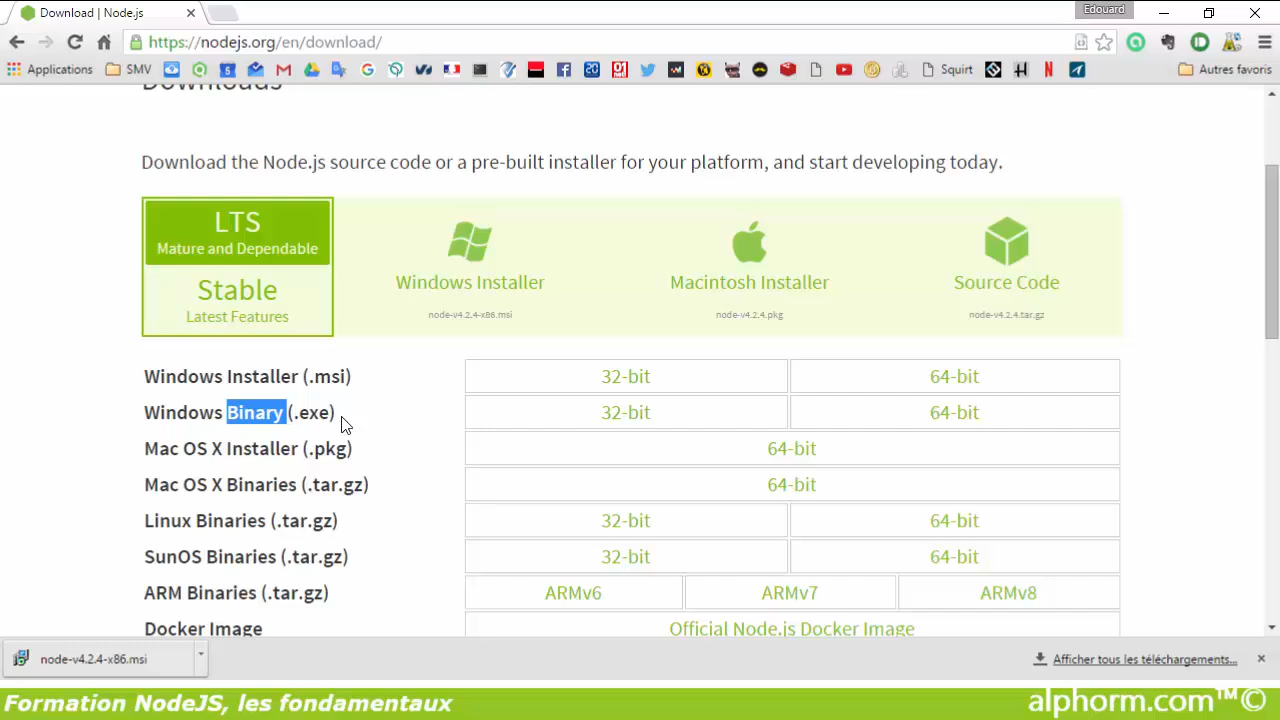 Download | Node.js
Edouard
https://nodejs.org/en/download/
Applications
SMV
Squirt
Autres favoris
Downloads
Download the Node.js source code or a pre-built installer for your platform, and start developing today.
LTS
Mature and Dependable
Stable
Latest Features
Windows Installer
node-v4.2.4-x86.msi
Macintosh Installer
node-v4.2.4.pkg
Source Code
node-v4.2.4.tar.gz
Windows Installer (.msi) 32-bit 64-bit
Windows Binary (.exe) 32-bit 64-bit
Mac OS X Installer (.pkg) 64-bit
Mac OS X Binaries (.tar.gz) 64-bit
Linux Binaries (.tar.gz) 32-bit 64-bit
SunOS Binaries (.tar.gz) 32-bit 64-bit
ARM Binaries (.tar.gz) ARMv6 ARMv7 ARMv8
Docker Image Official Node.js Docker Image
node-v4.2.4-x86.msi
Afficher tous les téléchargements...
Formation NodeJS, les fondamentaux
alphorm.com™©